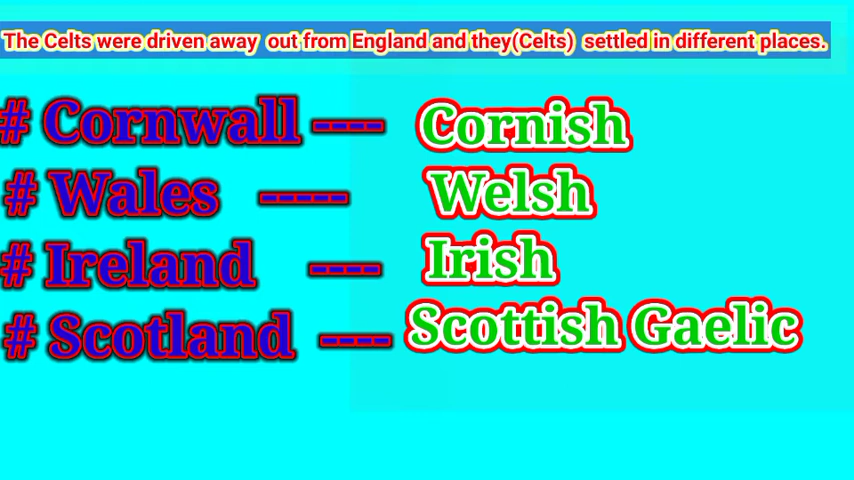 The Celts were driven away out from England and they(Celts) settled in different places.
# Cornwall ---- Cornish
# Wales ----- Welsh
# Ireland ---- Irish
# Scotland ---- Scottish Gaelic